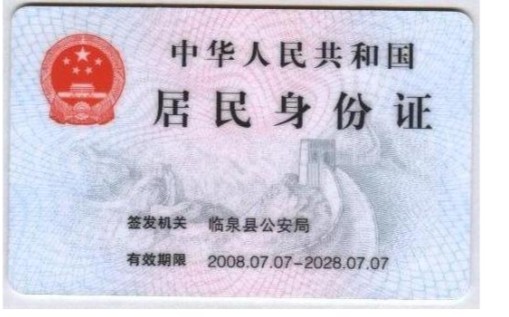 中华人民共和国
居民身份证
签发机关 临泉县公安局
有效期限 2008.07.07-2028.07.07